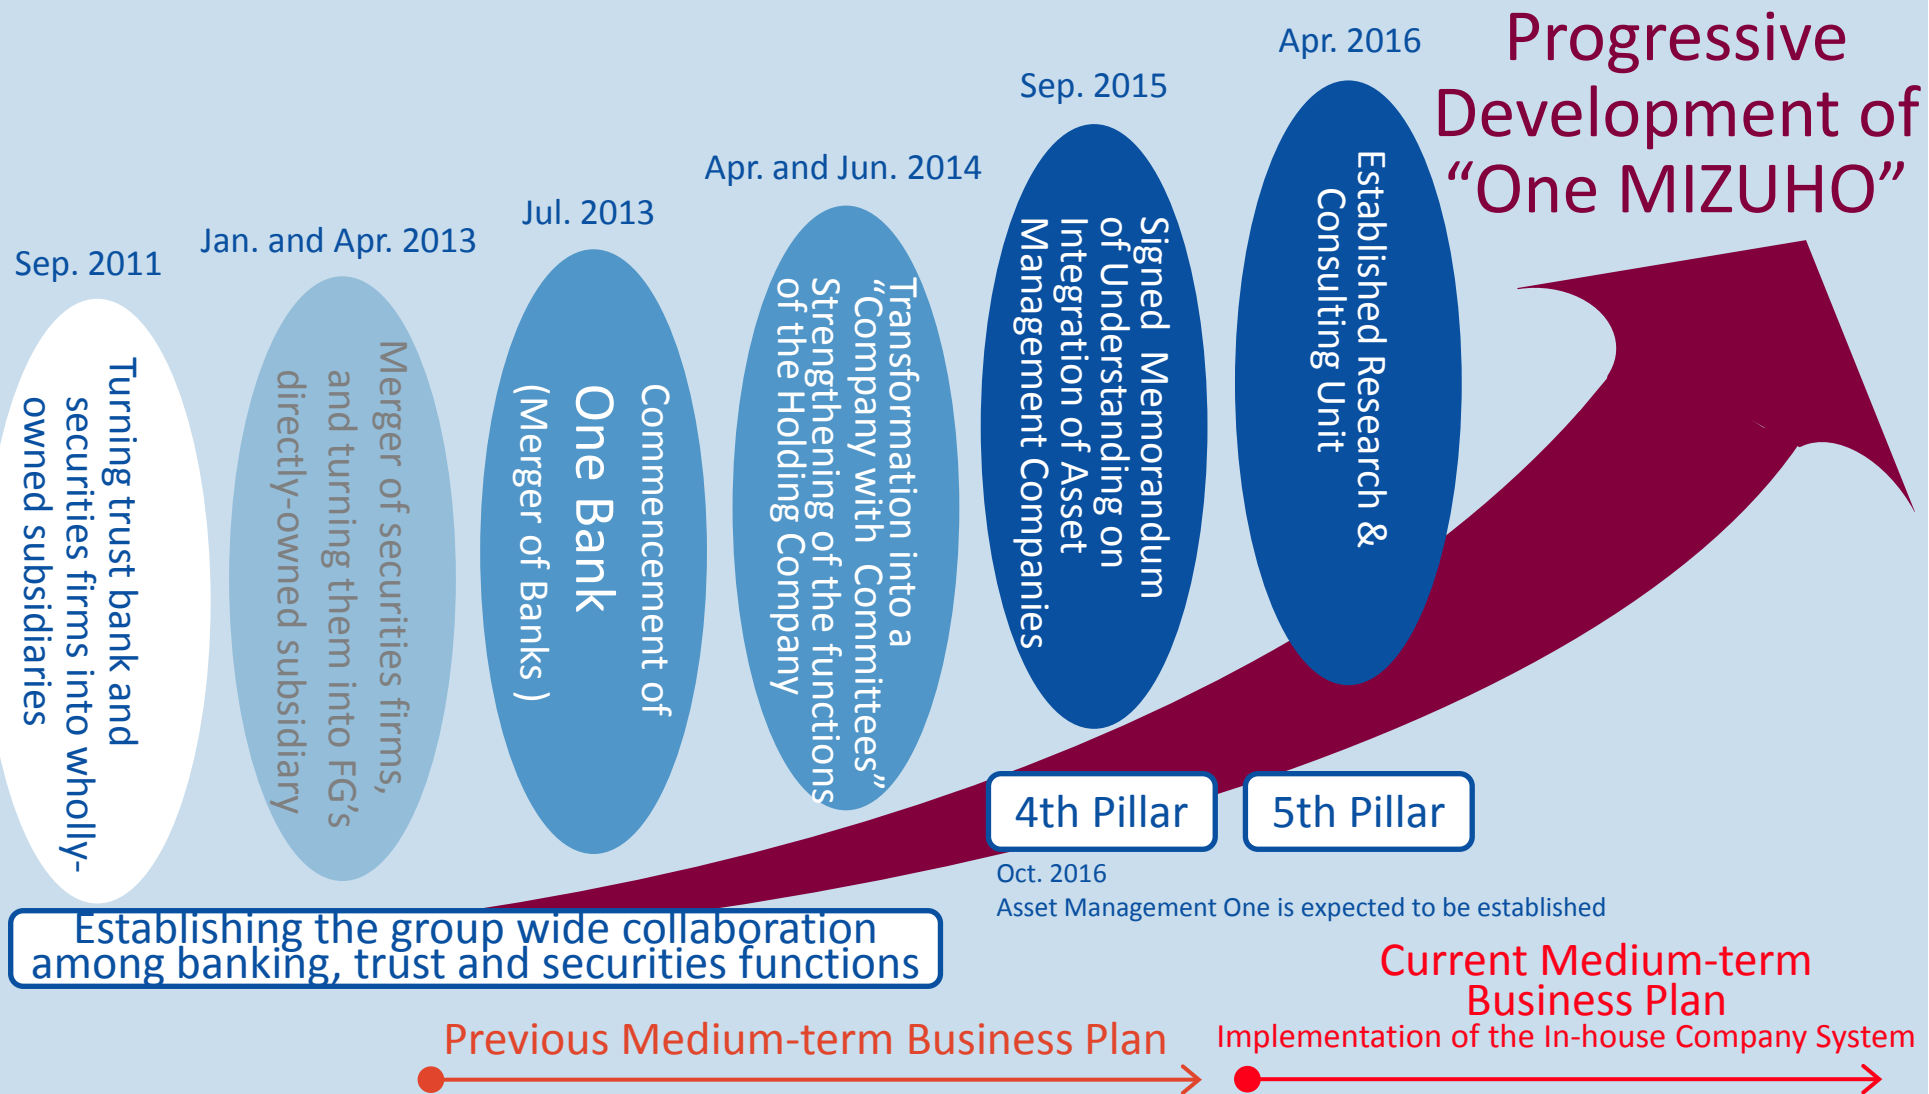 Progressive
Development of
“One MIZUHO”
Sep. 2011
Turning trust bank and
securities firms into wholly-
owned subsidiaries
Jan. and Apr. 2013
Merger of securities firms,
and turning them into FG’s
directly-owned subsidiary
Jul. 2013
Commencement of
One Bank
(Merger of Banks )
Apr. and Jun. 2014
Transformation into a
“Company with Committees”
Strengthening of the functions
of the Holding Company
Sep. 2015
Signed Memorandum
of Understanding on
Integration of Asset
Management Companies
Apr. 2016
Established Research &
Consulting Unit
4th Pillar
5th Pillar
Oct. 2016
Asset Management One is expected to be established
Establishing the group wide collaboration
among banking, trust and securities functions
Previous Medium-term Business Plan
Current Medium-term
Business Plan
Implementation of the In-house Company System